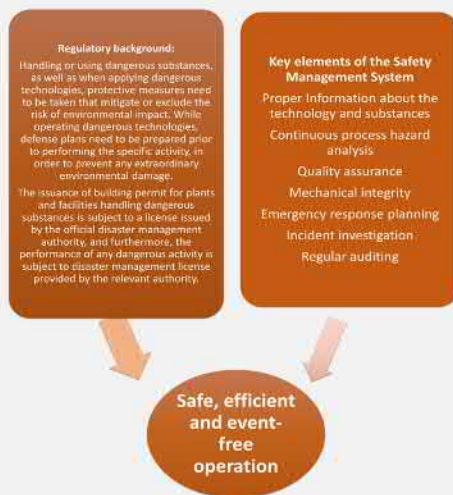 Regulatory background:
Handling or using dangerous substances,
as well as when applying dangerous
technologies, protective measures need
to be taken that mitigate or exclude the
risk of environmental impact. While
operating dangerous technologies,
defense plans need to be prepared prior
to performing the specific activity, in
order to prevent any extraordinary
environmental damage.
The issuance of building permit for plants
and facilities handling dangerous
substances is subject to a license issued
by the official disaster management
authority, and furthermore, the
performance of any dangerous activity is
subject to disaster management license
provided by the relevant authority.
Key elements of the Safety
Management System
Proper Information about the
technology and substances
Continuous process hazard
analysis
Quality assurance
Mechanical integrity
Emergency response planning
Incident investigation
Regular auditing
Safe, efficient
and event-
free
operation